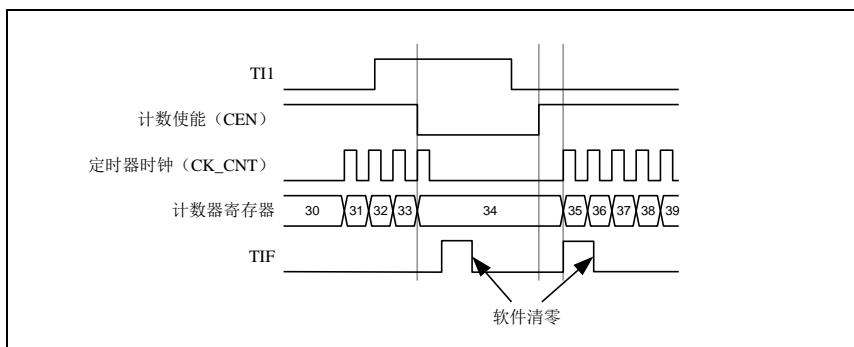 TI1
计数使能（CEN）
定时器时钟（CK_CNT）
计数器寄存器 30 31 32 33 34 35 36 37 38 39
TIF
软件清零